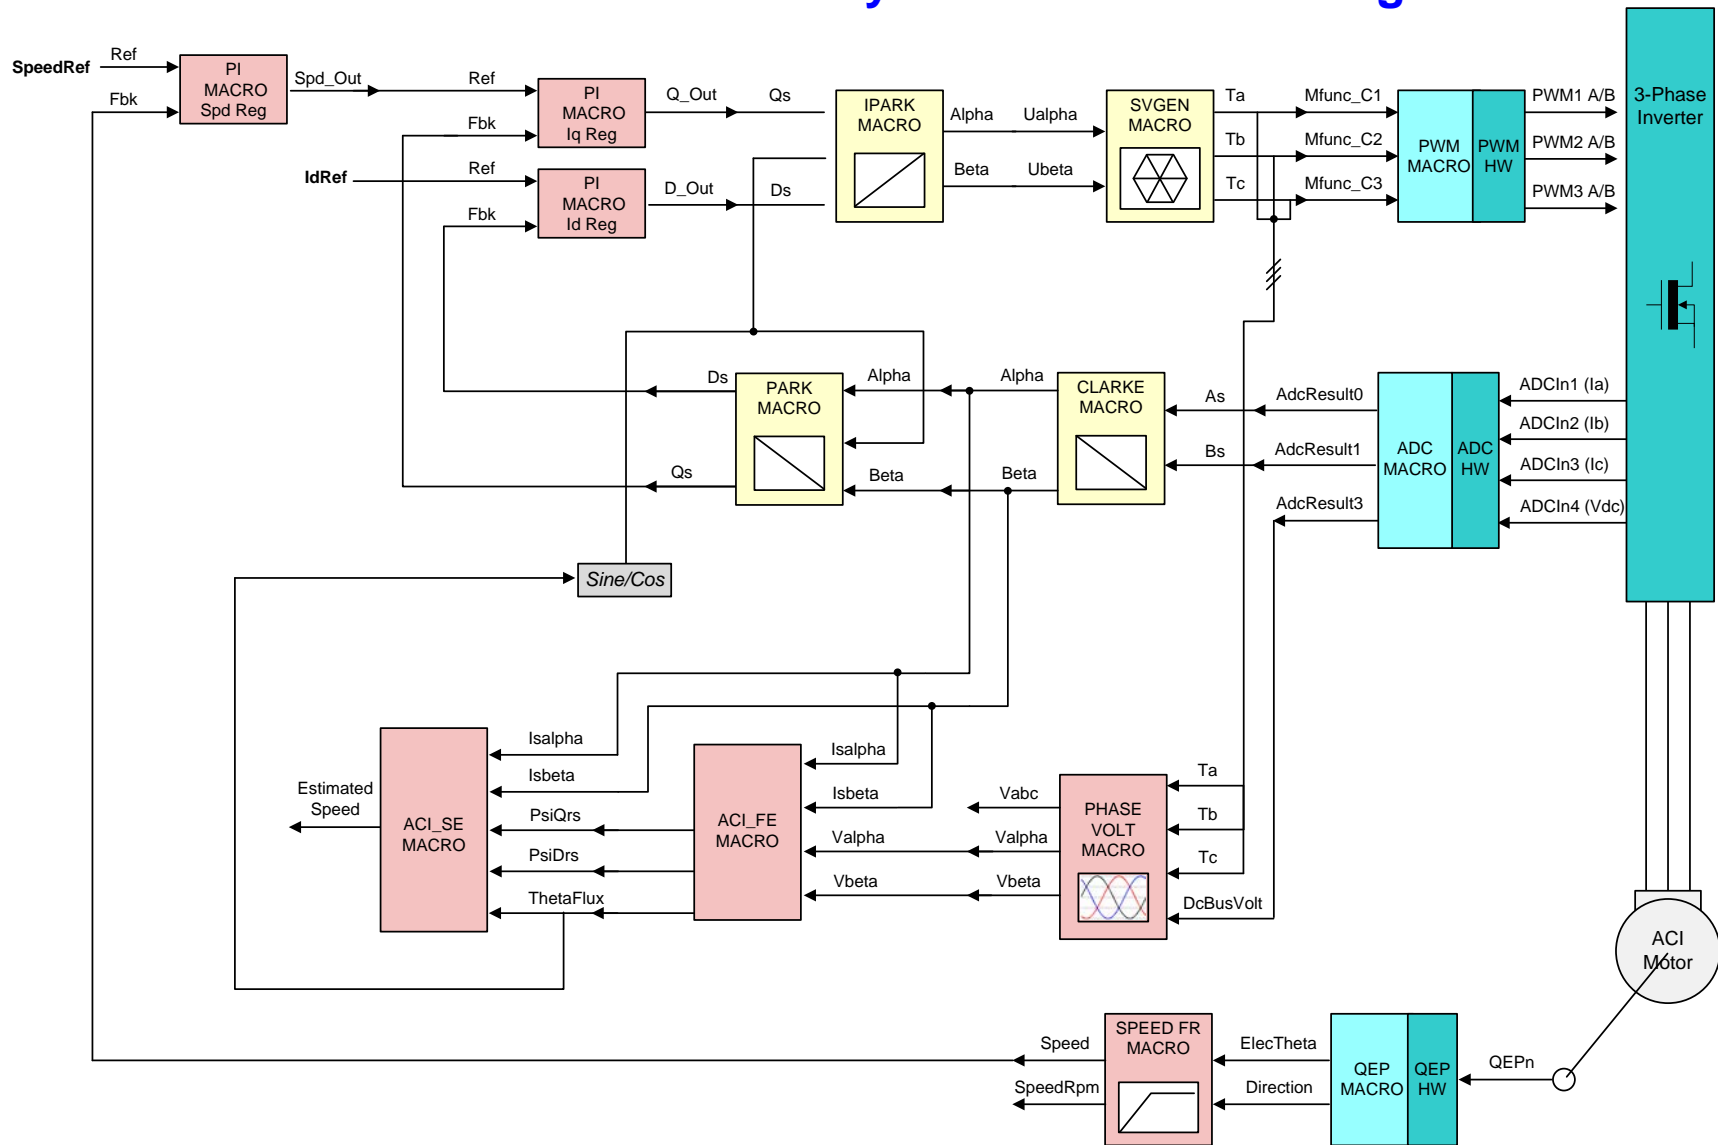 SpeedRef
Ref
Fbk
PI
MACRO
Spd Reg
Spd_Out
Ref
Fbk
PI
MACRO
Iq Reg
Q_Out
Qs
IdRef
Ref
Fbk
PI
MACRO
Id Reg
D_Out
Ds
IPARK
MACRO
Alpha
Ualpha
Beta
Ubeta
SVGEN
MACRO
Ta
Mfunc_C1
Tb
Mfunc_C2
Tc
Mfunc_C3
PWM
MACRO
PWM
HW
PWM1 A/B
PWM2 A/B
PWM3 A/B
3-Phase
Inverter
Ds
Qs
PARK
MACRO
Alpha
Alpha
Beta
Beta
CLARKE
MACRO
As
AdcResult0
Bs
AdcResult1
AdcResult3
ADC
MACRO
ADC
HW
ADCIn1 (Ia)
ADCIn2 (Ib)
ADCIn3 (Ic)
ADCIn4 (Vdc)
Sine/Cos
Estimated
Speed
ACI_SE
MACRO
Isalpha
Isbeta
PsiQrs
PsiDrs
ThetaFlux
ACI_FE
MACRO
Isalpha
Isbeta
Valpha
Vbeta
Vabc
Valpha
Vbeta
PHASE
VOLT
MACRO
Ta
Tb
Tc
DcBusVolt
ACI
Motor
Speed
SpeedRpm
SPEED FR
MACRO
ElecTheta
Direction
QEP
MACRO
QEP
HW
QEPn